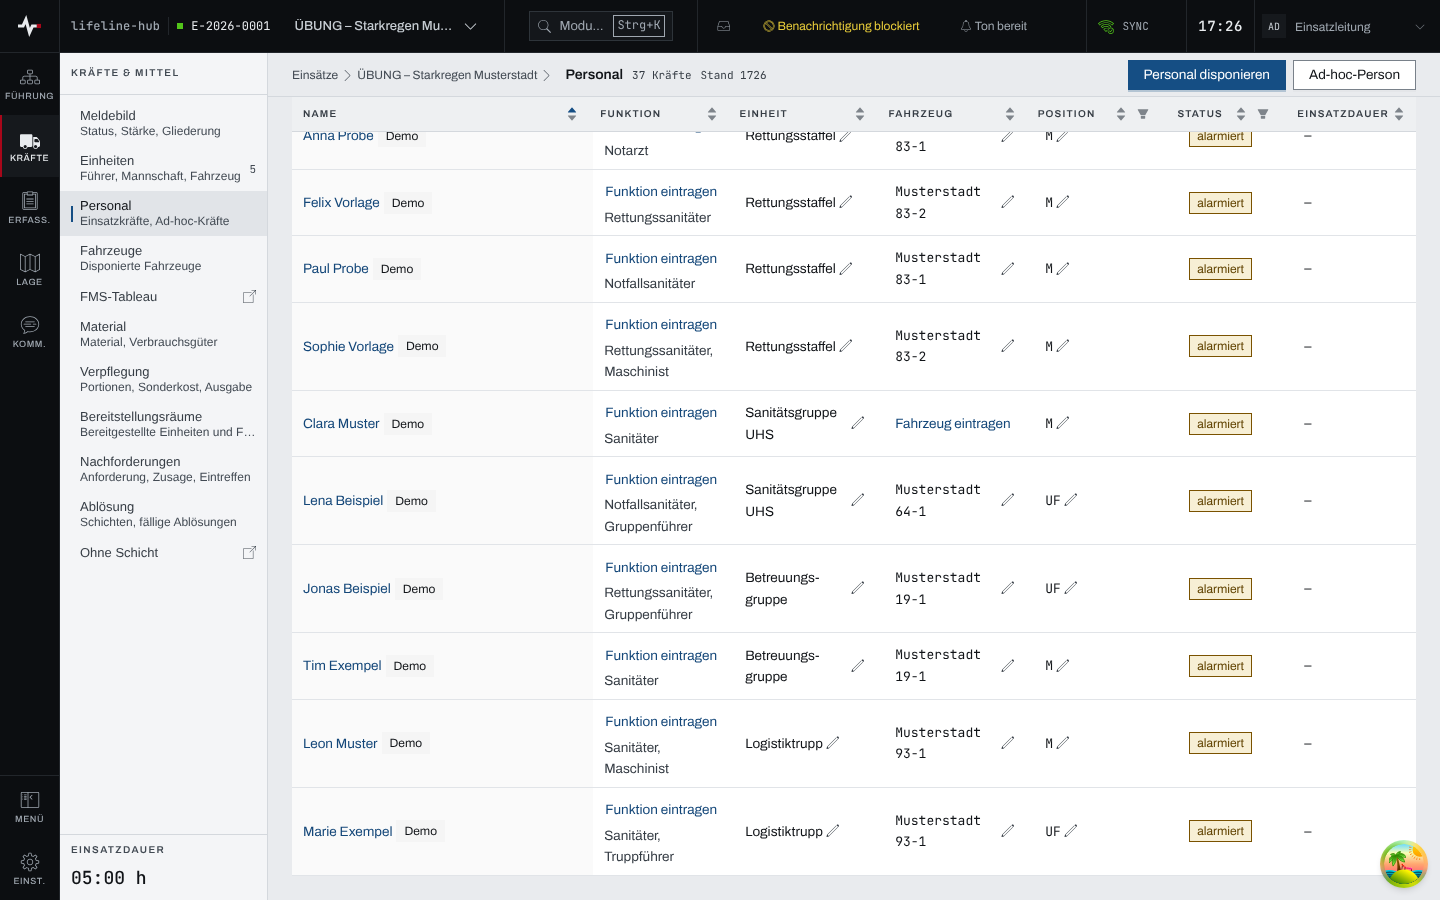 lifeline-hub
E-2026-0001
ÜBUNG – Starkregen Mu…
Modu…
Strg+K
Benachrichtigung blockiert
Ton bereit
SYNC
17:26
AD
Einsatzleitung
FÜHRUNG
KRÄFTE
ERFASS.
LAGE
KOMM.
MENÜ
EINST.
KRÄFTE & MITTEL
Meldebild
Status, Stärke, Gliederung
Einheiten
Führer, Mannschaft, Fahrzeug
5
Personal
Einsatzkräfte, Ad-hoc-Kräfte
Fahrzeuge
Disponierte Fahrzeuge
FMS-Tableau
Material
Material, Verbrauchsgüter
Verpflegung
Portionen, Sonderkost, Ausgabe
Bereitstellungsräume
Bereitgestellte Einheiten und F…
Nachforderungen
Anforderung, Zusage, Eintreffen
Ablösung
Schichten, fällige Ablösungen
Ohne Schicht
EINSATZDAUER
05:00 h
Einsätze
ÜBUNG – Starkregen Musterstadt
Personal
37 Kräfte
Stand 1726
Personal disponieren
Ad-hoc-Person
NAME
FUNKTION
EINHEIT
FAHRZEUG
POSITION
STATUS
EINSATZDAUER
Anna Probe
Demo
Notarzt
Rettungsstaffel
83-1
M
alarmiert
–
Felix Vorlage
Demo
Funktion eintragen
Rettungssanitäter
Rettungsstaffel
Musterstadt
83-2
M
alarmiert
–
Paul Probe
Demo
Funktion eintragen
Notfallsanitäter
Rettungsstaffel
Musterstadt
83-1
M
alarmiert
–
Sophie Vorlage
Demo
Funktion eintragen
Rettungssanitäter,
Maschinist
Rettungsstaffel
Musterstadt
83-2
M
alarmiert
–
Clara Muster
Demo
Funktion eintragen
Sanitäter
Sanitätsgruppe
UHS
Fahrzeug eintragen
M
alarmiert
–
Lena Beispiel
Demo
Funktion eintragen
Notfallsanitäter,
Gruppenführer
Sanitätsgruppe
UHS
Musterstadt
64-1
UF
alarmiert
–
Jonas Beispiel
Demo
Funktion eintragen
Rettungssanitäter,
Gruppenführer
Betreuungs-
gruppe
Musterstadt
19-1
UF
alarmiert
–
Tim Exempel
Demo
Funktion eintragen
Sanitäter
Betreuungs-
gruppe
Musterstadt
19-1
M
alarmiert
–
Leon Muster
Demo
Funktion eintragen
Sanitäter,
Maschinist
Logistiktrupp
Musterstadt
93-1
M
alarmiert
–
Marie Exempel
Demo
Funktion eintragen
Sanitäter,
Truppführer
Logistiktrupp
Musterstadt
93-1
UF
alarmiert
–